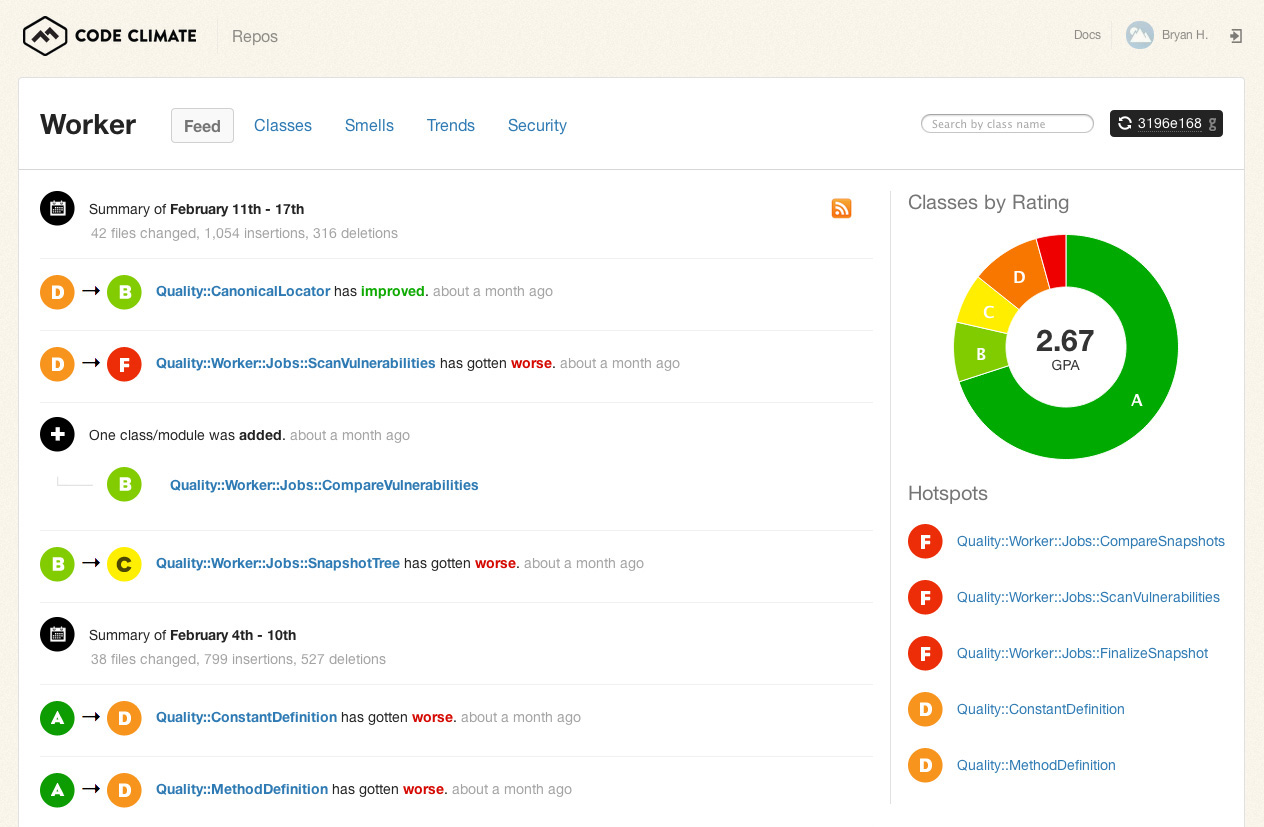 CODE CLIMATE Repos Docs Bryan H.
Worker Feed Classes Smells Trends Security Search by class name 3196e168 g
Summary of February 11th - 17th
42 files changed, 1,054 insertions, 316 deletions
D → B Quality::CanonicalLocator has improved. about a month ago
D → F Quality::Worker::Jobs::ScanVulnerabilities has gotten worse. about a month ago
One class/module was added. about a month ago
B Quality::Worker::Jobs::CompareVulnerabilities
B → C Quality::Worker::Jobs::SnapshotTree has gotten worse. about a month ago
Summary of February 4th - 10th
38 files changed, 799 insertions, 527 deletions
A → D Quality::ConstantDefinition has gotten worse. about a month ago
A → D Quality::MethodDefinition has gotten worse. about a month ago
Classes by Rating
D
C
B
A
2.67
GPA
Hotspots
F Quality::Worker::Jobs::CompareSnapshots
F Quality::Worker::Jobs::ScanVulnerabilities
F Quality::Worker::Jobs::FinalizeSnapshot
D Quality::ConstantDefinition
D Quality::MethodDefinition